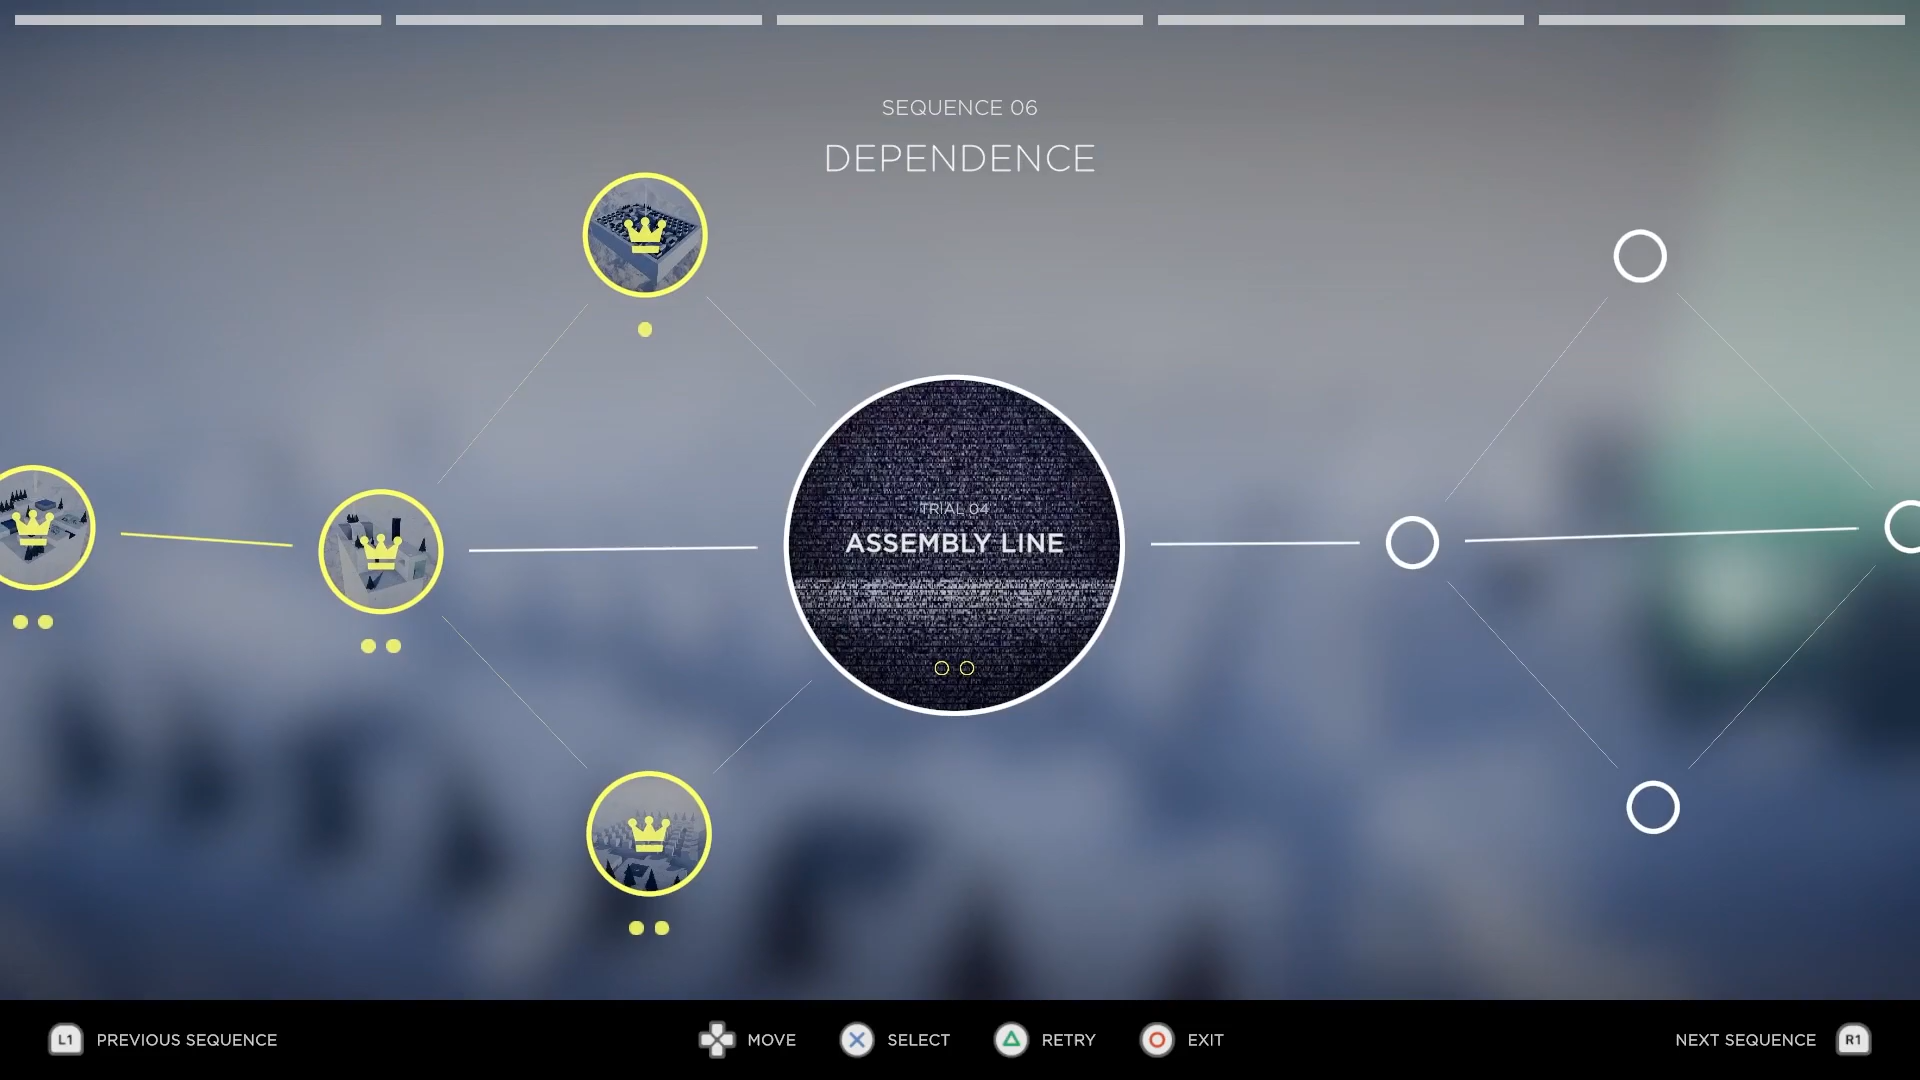 SEQUENCE 06
DEPENDENCE
TRIAL 04
ASSEMBLY LINE
L1 PREVIOUS SEQUENCE
MOVE
SELECT
RETRY
EXIT
NEXT SEQUENCE R1